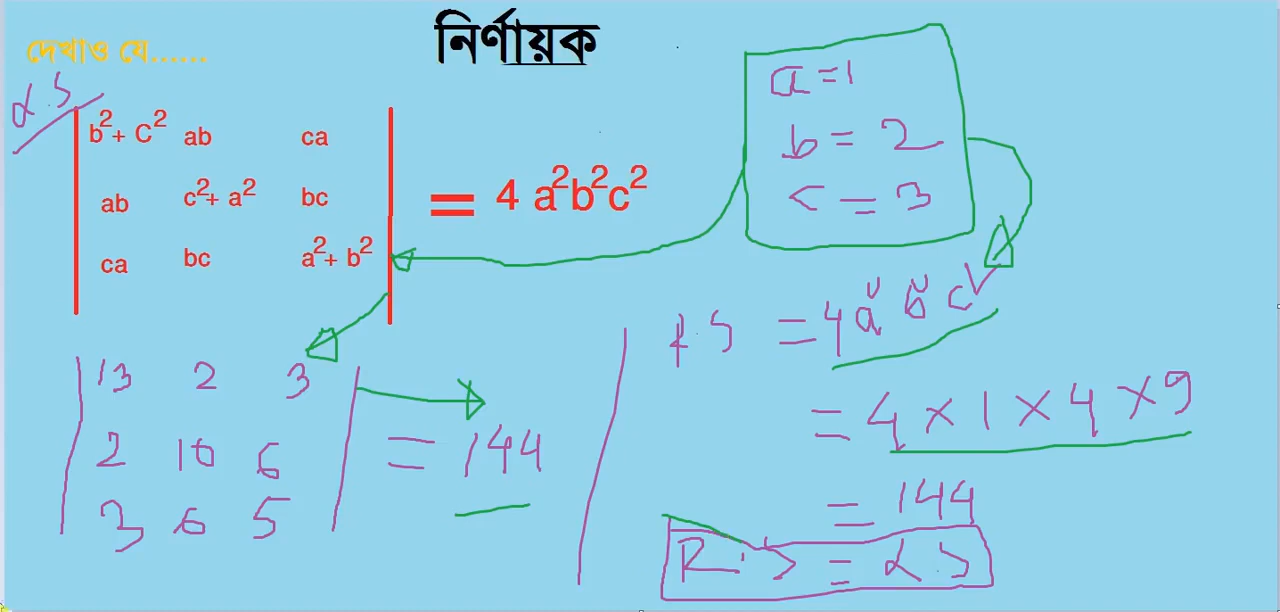 নির্ণায়ক
দেখাও যে......
L.S
b²+ C² ab ca
ab c²+ a² bc
ca bc a²+ b²
= 4 a²b²c²
a = 1
b = 2
c = 3
13 2 3
2 10 6
3 6 5
= 144
R.S = 4a²b²c²
= 4 × 1 × 4 × 9
= 144
R.S = L.S